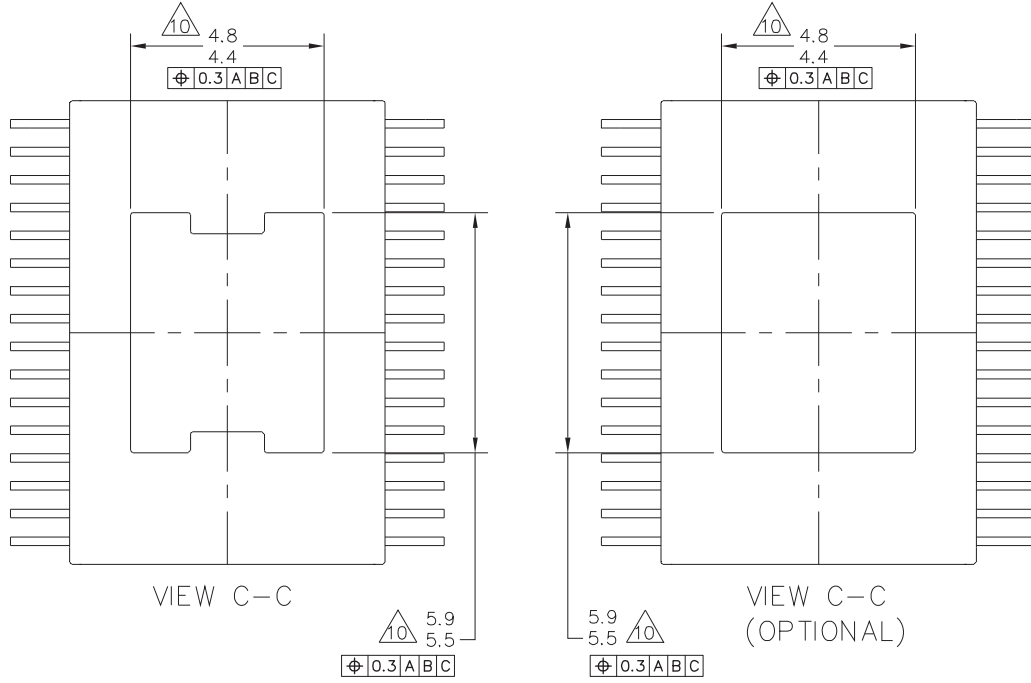 10 4.8
4.4
⌖ 0.3 A B C
10 4.8
4.4
⌖ 0.3 A B C
VIEW C-C
10 5.9
5.5
⌖ 0.3 A B C
5.9
5.5 10
⌖ 0.3 A B C
VIEW C-C
(OPTIONAL)